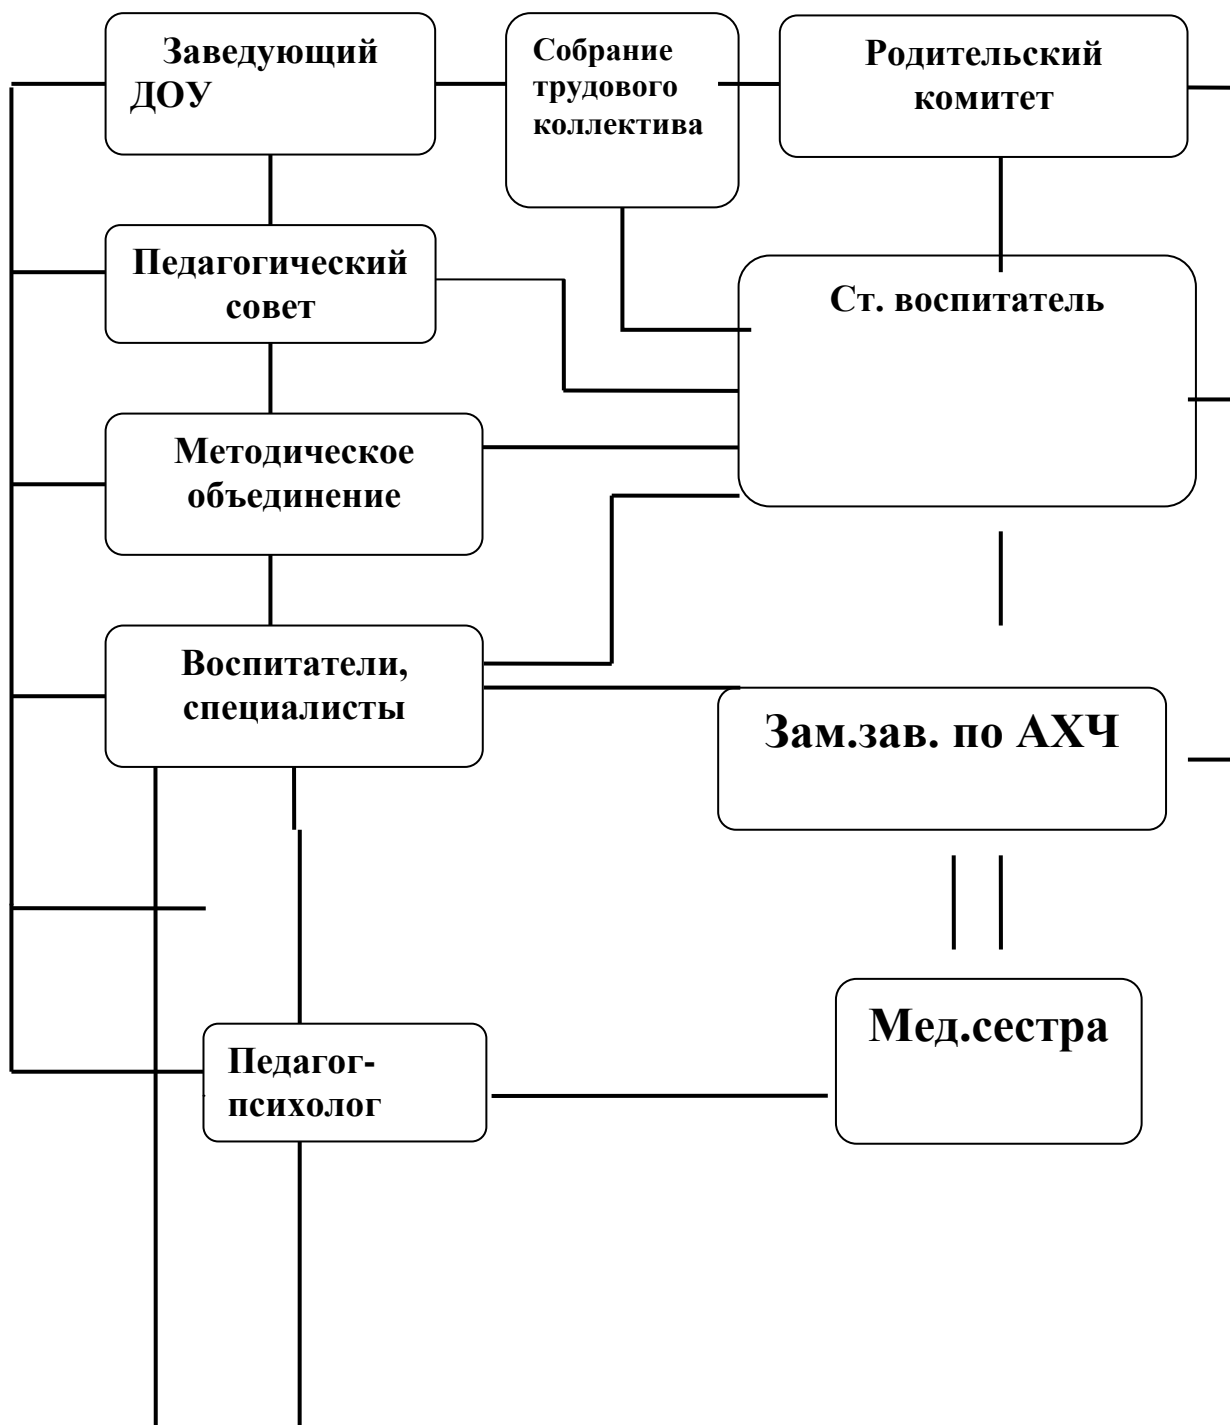 Заведующий
ДОУ
Собрание
трудового
коллектива
Родительский
комитет
Педагогический
совет
Ст. воспитатель
Методическое
объединение
Воспитатели,
специалисты
Зам.зав. по АХЧ
Педагог-
психолог
Мед.сестра